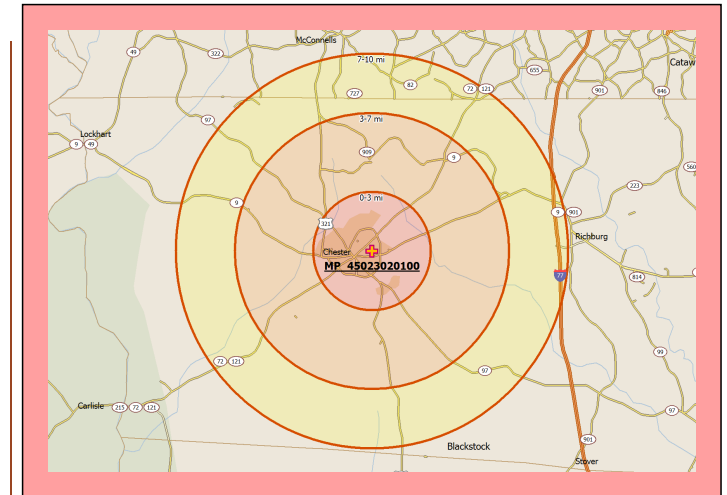 McConnells
49
322
7-10 mi
Cataw
655
82
72 121
901
846
727
97
3-7 mi
Lockhart
9 49
909
9
560
223
0-3 mi
9
321
9 901
Richburg
Chester
MP 45023020100
77
814
99
72 121
97
Carlisle
215 72 121
97
901
Blackstock
Stover